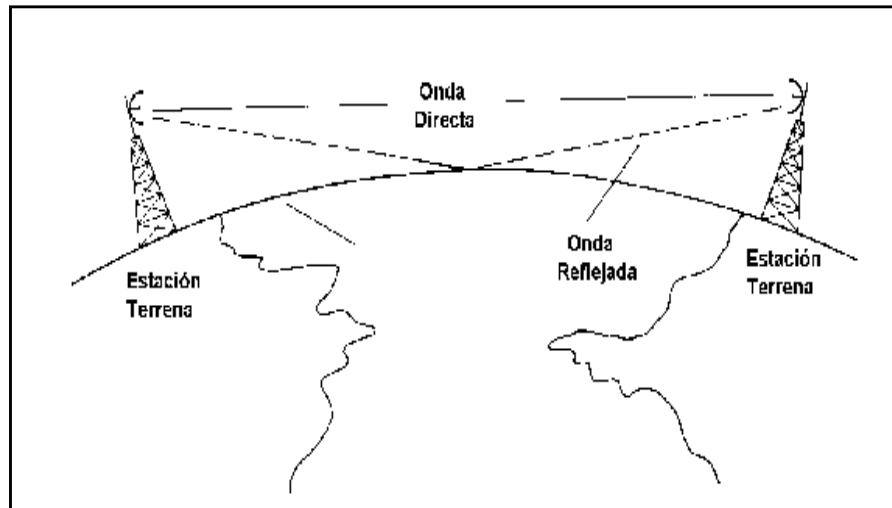 Onda
Directa
Onda
Reflejada
Estación
Terrena
Estación
Terrena